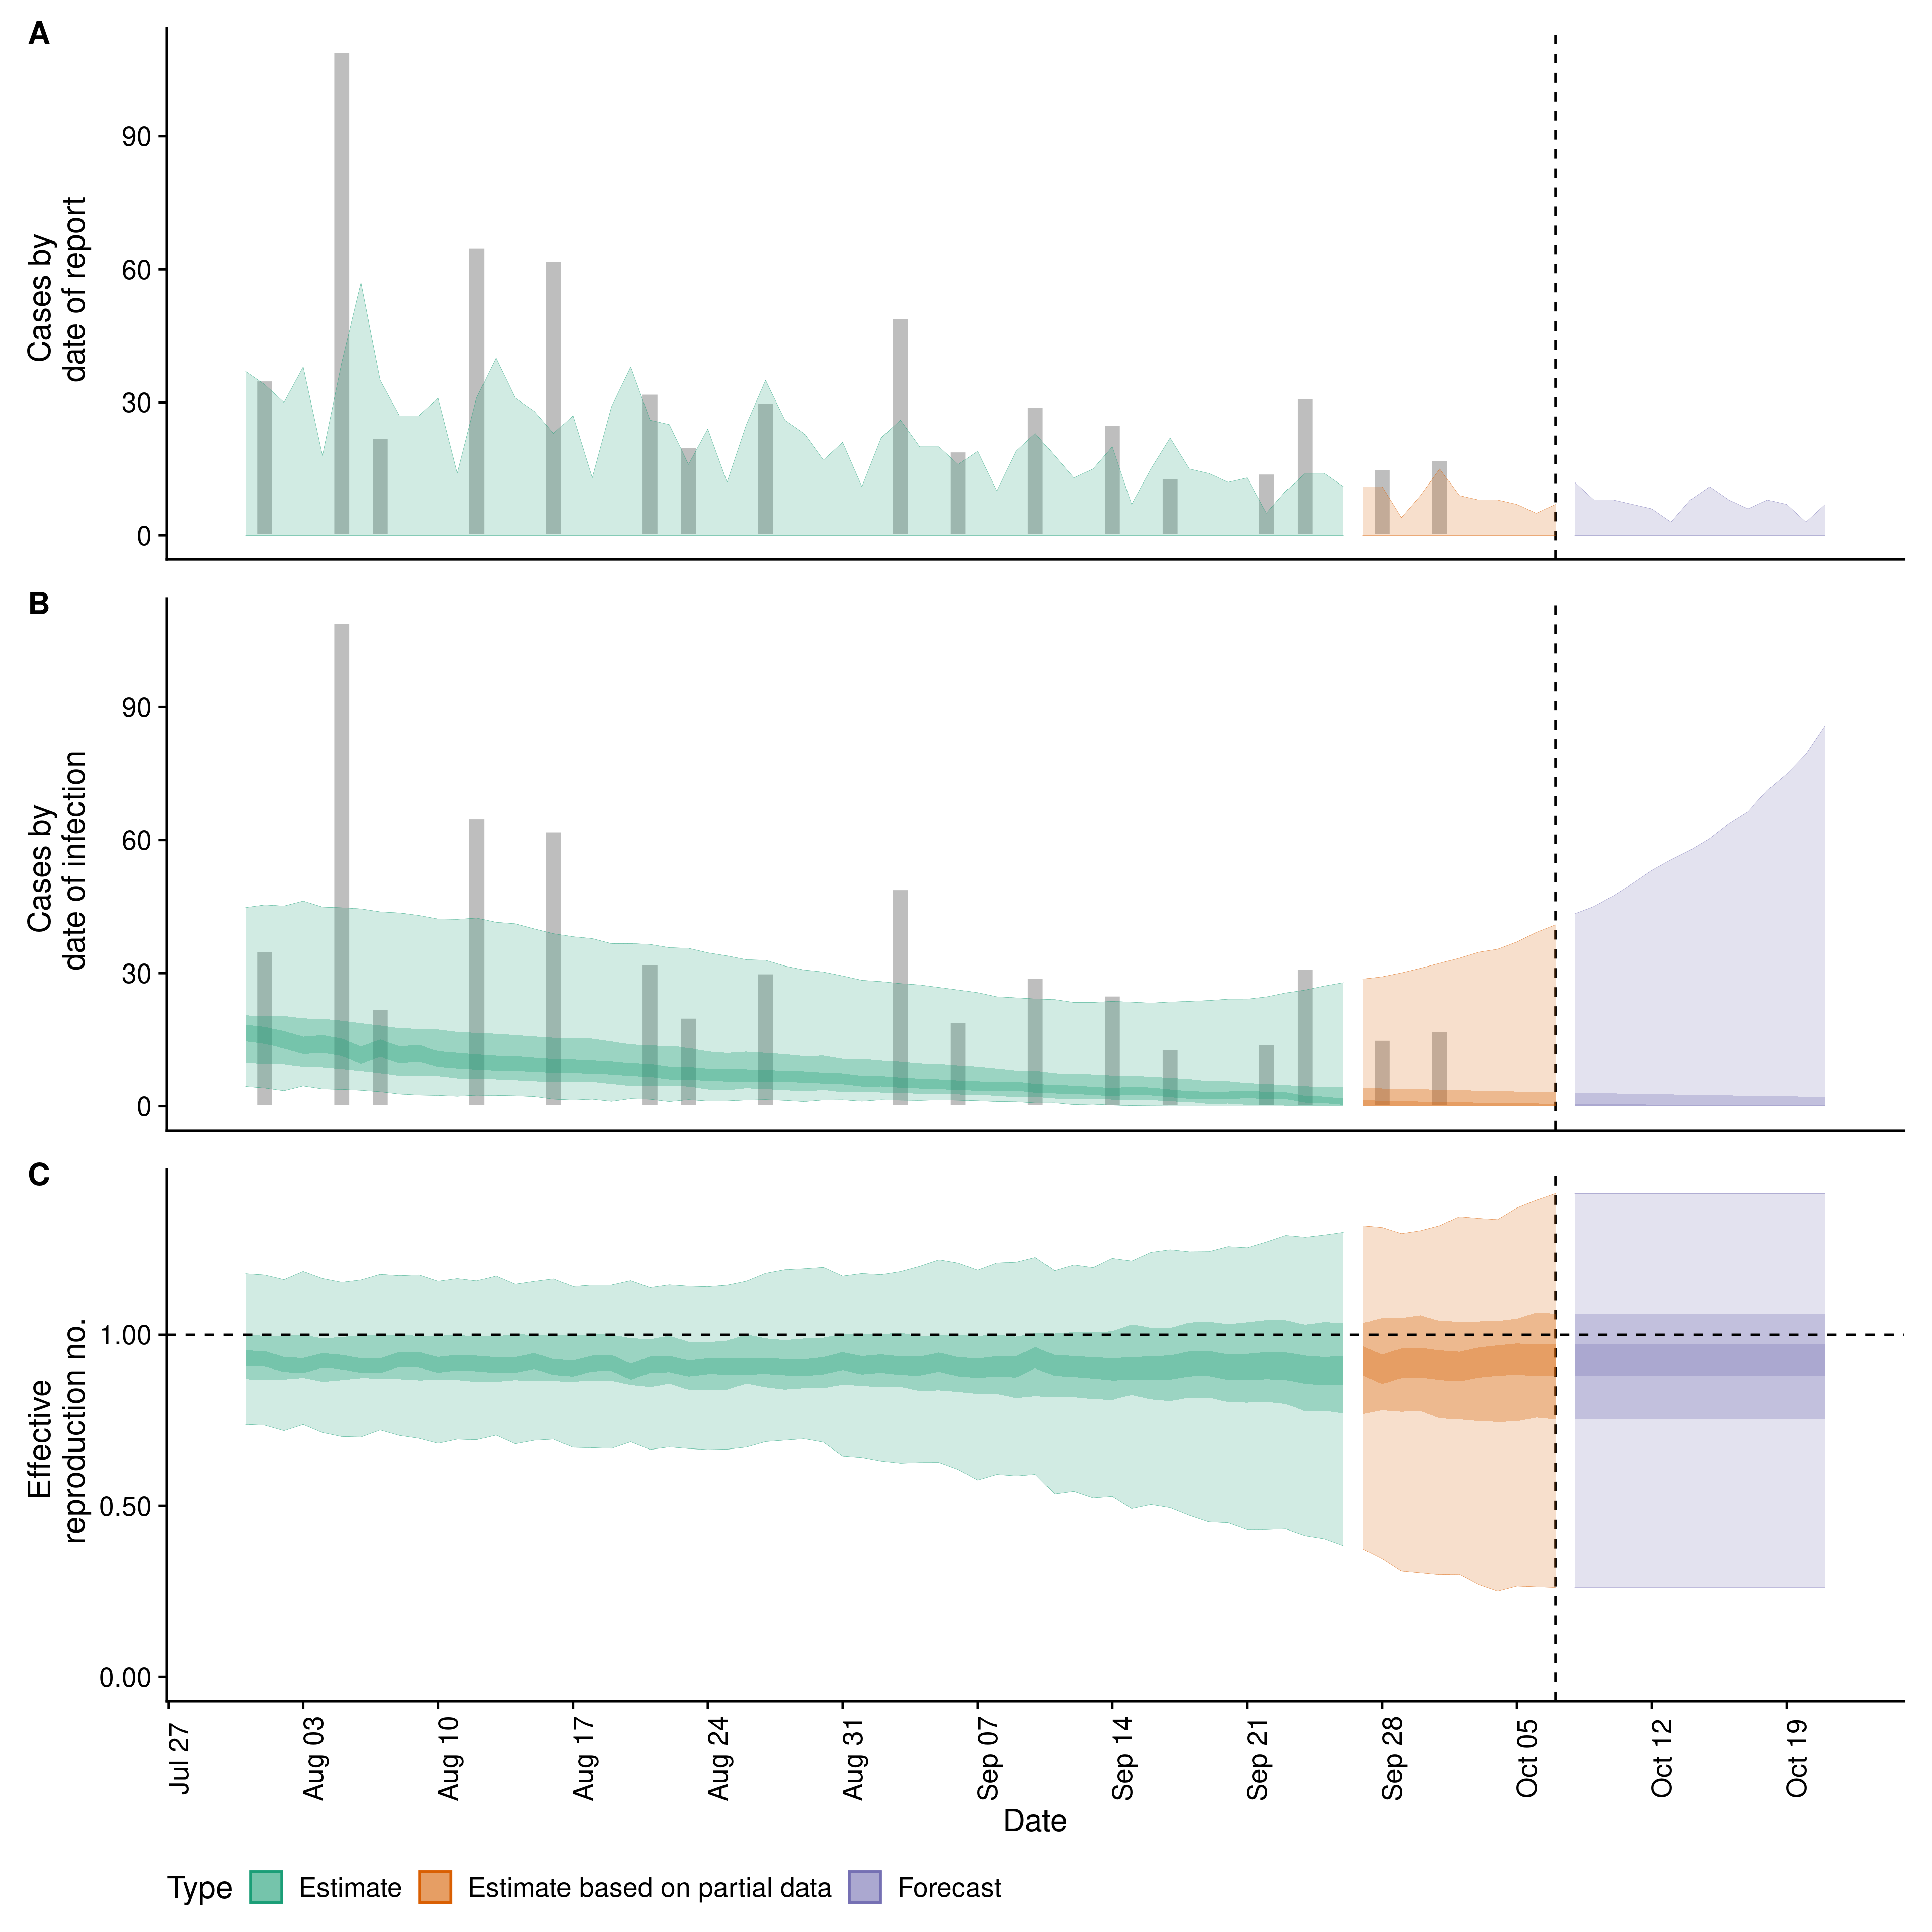 A
Cases by
date of report
90
60
30
0
B
Cases by
date of infection
90
60
30
0
C
Effective
reproduction no.
1.00
0.50
0.00
Jul 27
Aug 03
Aug 10
Aug 17
Aug 24
Aug 31
Sep 07
Sep 14
Sep 21
Sep 28
Oct 05
Oct 12
Oct 19
Date
Type Estimate Estimate based on partial data Forecast